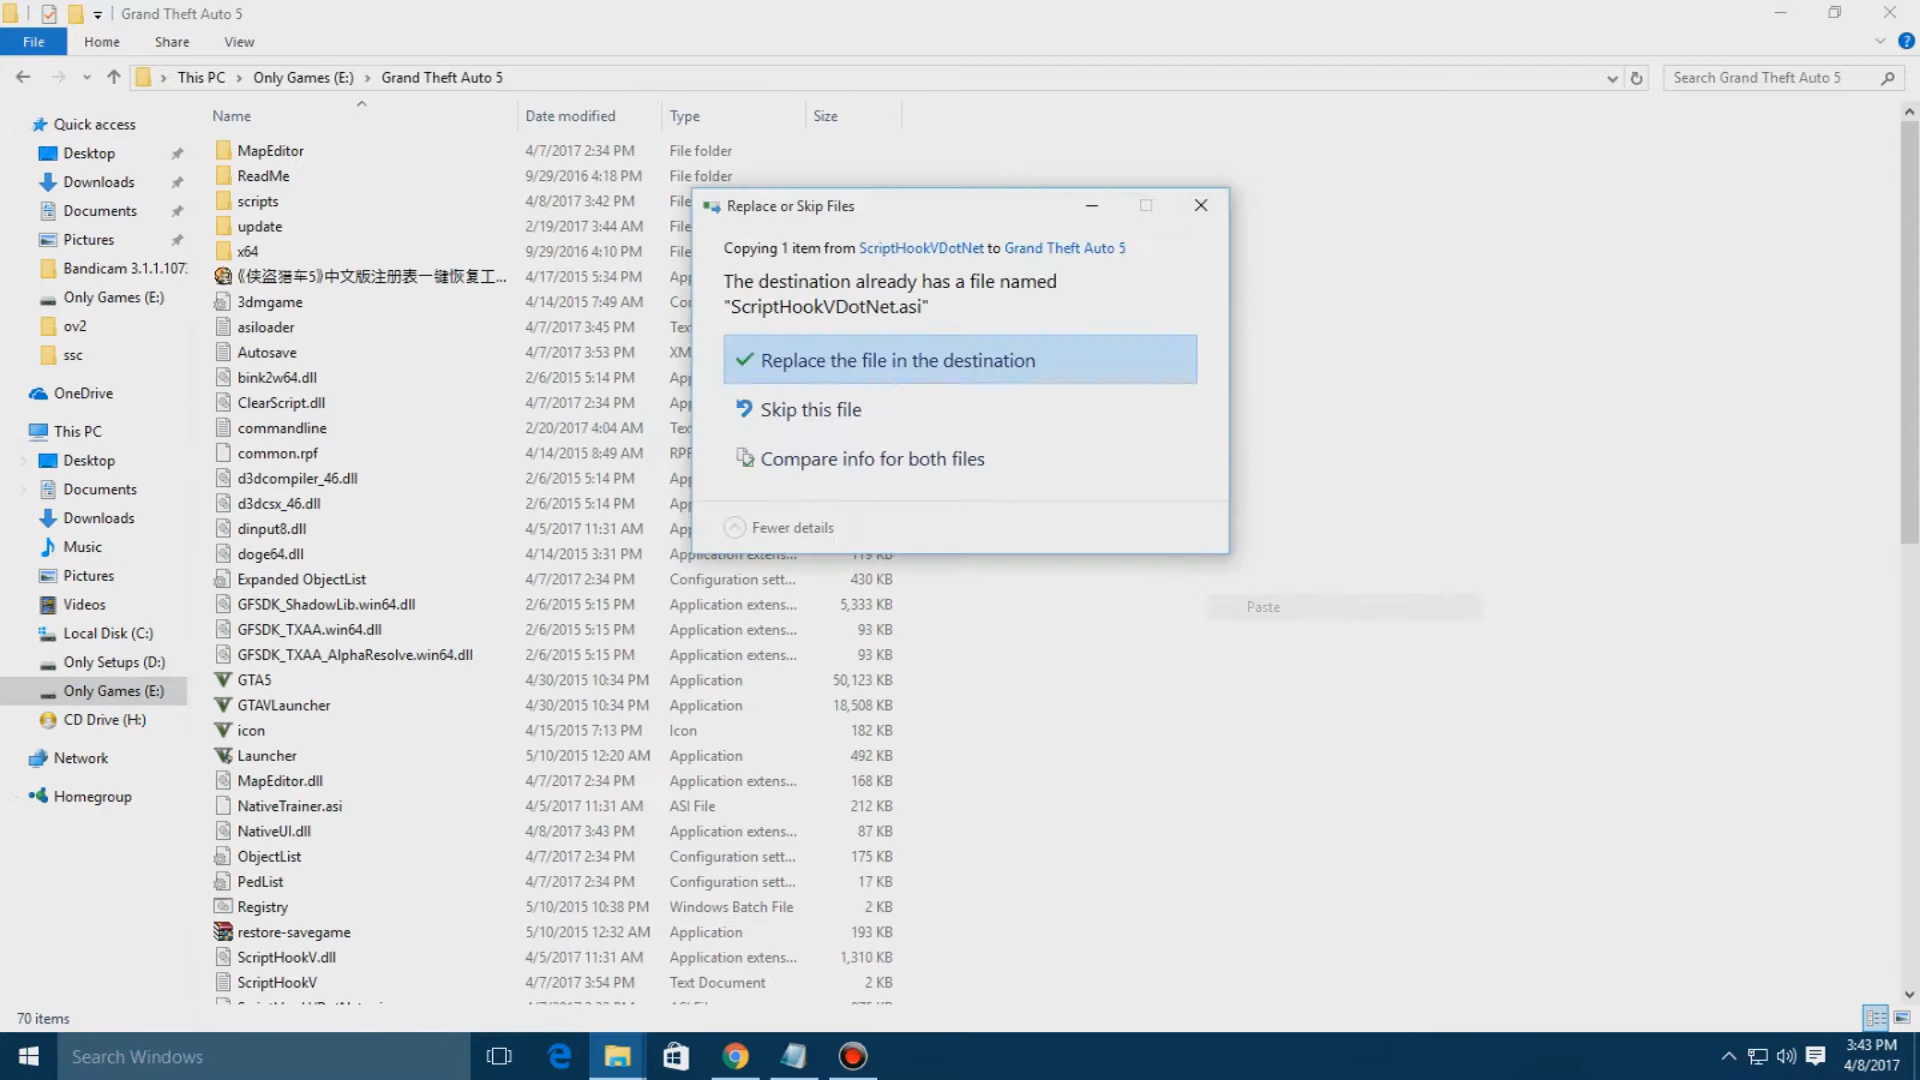 Grand Theft Auto 5
File Home Share View
This PC Only Games (E:) Grand Theft Auto 5
Search Grand Theft Auto 5
Quick access
Desktop
Downloads
Documents
Pictures
Bandicam 3.1.1.107
Only Games (E:)
ov2
ssc
OneDrive
This PC
Desktop
Documents
Downloads
Music
Pictures
Videos
Local Disk (C:)
Only Setups (D:)
Only Games (E:)
CD Drive (H:)
Network
Homegroup
Name Date modified Type Size
MapEditor 4/7/2017 2:34 PM File folder
ReadMe 9/29/2016 4:18 PM File folder
scripts 4/8/2017 3:42 PM File
update 2/19/2017 3:44 AM File
x64 9/29/2016 4:10 PM File
《侠盗猎车5》中文版注册表一键恢复工... 4/17/2015 5:34 PM App
3dmgame 4/14/2015 7:49 AM Con
asiloader 4/7/2017 3:45 PM Tex
Autosave 4/7/2017 3:53 PM XM
bink2w64.dll 2/6/2015 5:14 PM App
ClearScript.dll 4/7/2017 2:34 PM App
commandline 2/20/2017 4:04 AM Tex
common.rpf 4/14/2015 8:49 AM RPF
d3dcompiler_46.dll 2/6/2015 5:14 PM App
d3dcsx_46.dll 2/6/2015 5:14 PM App
dinput8.dll 4/5/2017 11:31 AM App
doge64.dll 4/14/2015 3:31 PM Application extens... 119 KB
Expanded ObjectList 4/7/2017 2:34 PM Configuration sett... 430 KB
GFSDK_ShadowLib.win64.dll 2/6/2015 5:15 PM Application extens... 5,333 KB
GFSDK_TXAA.win64.dll 2/6/2015 5:15 PM Application extens... 93 KB
GFSDK_TXAA_AlphaResolve.win64.dll 2/6/2015 5:15 PM Application extens... 93 KB
GTA5 4/30/2015 10:34 PM Application 50,123 KB
GTAVLauncher 4/30/2015 10:34 PM Application 18,508 KB
icon 4/15/2015 7:13 PM Icon 182 KB
Launcher 5/10/2015 12:20 AM Application 492 KB
MapEditor.dll 4/7/2017 2:34 PM Application extens... 168 KB
NativeTrainer.asi 4/5/2017 11:31 AM ASI File 212 KB
NativeUI.dll 4/8/2017 3:43 PM Application extens... 87 KB
ObjectList 4/7/2017 2:34 PM Configuration sett... 175 KB
PedList 4/7/2017 2:34 PM Configuration sett... 17 KB
Registry 5/10/2015 10:38 PM Windows Batch File 2 KB
restore-savegame 5/10/2015 12:32 AM Application 193 KB
ScriptHookV.dll 4/5/2017 11:31 AM Application extens... 1,310 KB
ScriptHookV 4/7/2017 3:54 PM Text Document 2 KB
Replace or Skip Files
Copying 1 item from ScriptHookVDotNet to Grand Theft Auto 5
The destination already has a file named
"ScriptHookVDotNet.asi"
Replace the file in the destination
Skip this file
Compare info for both files
Fewer details
Paste
70 items
Search Windows
3:43 PM
4/8/2017